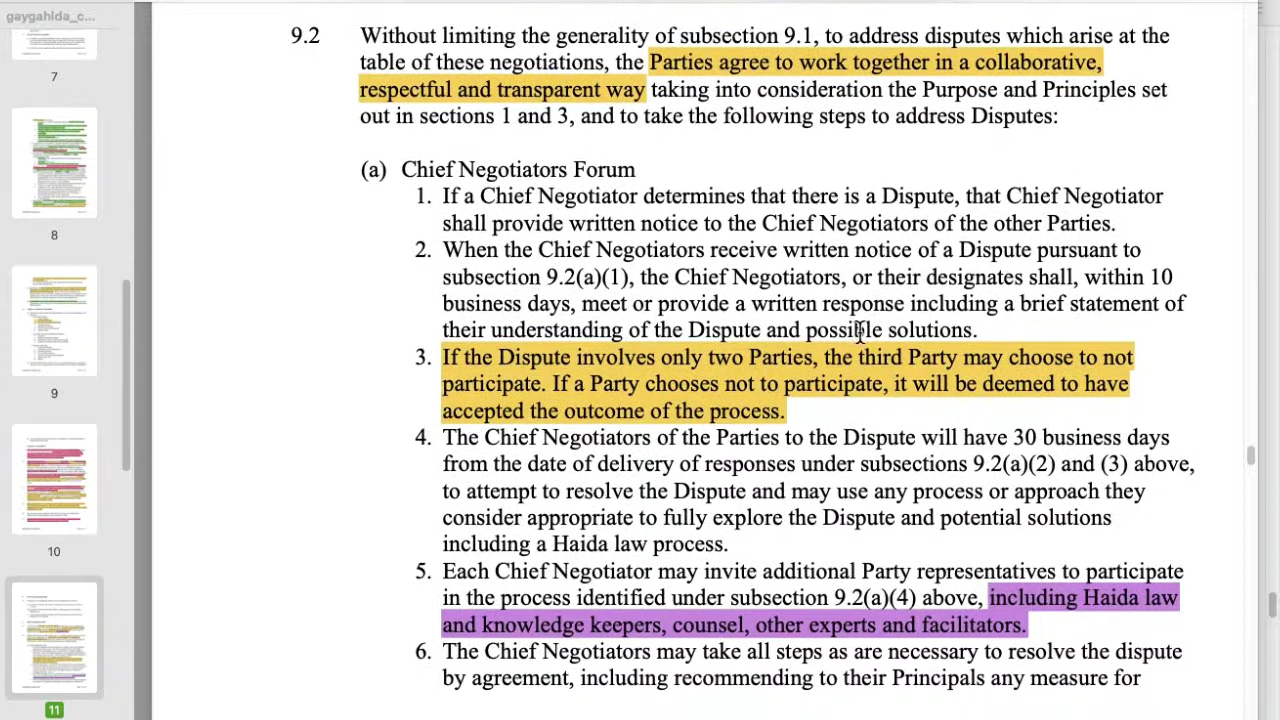 gaygahlda_c...
7
8
9
10
11
9.2 Without limiting the generality of subsection 9.1, to address disputes which arise at the
table of these negotiations, the Parties agree to work together in a collaborative,
respectful and transparent way taking into consideration the Purpose and Principles set
out in sections 1 and 3, and to take the following steps to address Disputes:
(a) Chief Negotiators Forum
1. If a Chief Negotiator determines that there is a Dispute, that Chief Negotiator
shall provide written notice to the Chief Negotiators of the other Parties.
2. When the Chief Negotiators receive written notice of a Dispute pursuant to
subsection 9.2(a)(1), the Chief Negotiators, or their designates shall, within 10
business days, meet or provide a written response including a brief statement of
their understanding of the Dispute and possible solutions.
3. If the Dispute involves only two Parties, the third Party may choose to not
participate. If a Party chooses not to participate, it will be deemed to have
accepted the outcome of the process.
4. The Chief Negotiators of the Parties to the Dispute will have 30 business days
from the date of delivery of responses under subsections 9.2(a)(2) and (3) above,
to attempt to resolve the Dispute and may use any process or approach they
consider appropriate to fully explore the Dispute and potential solutions
including a Haida law process.
5. Each Chief Negotiator may invite additional Party representatives to participate
in the process identified under subsection 9.2(a)(4) above, including Haida law
and knowledge keepers, counsel, other experts and facilitators.
6. The Chief Negotiators may take all steps as are necessary to resolve the dispute
by agreement, including recommending to their Principals any measure for